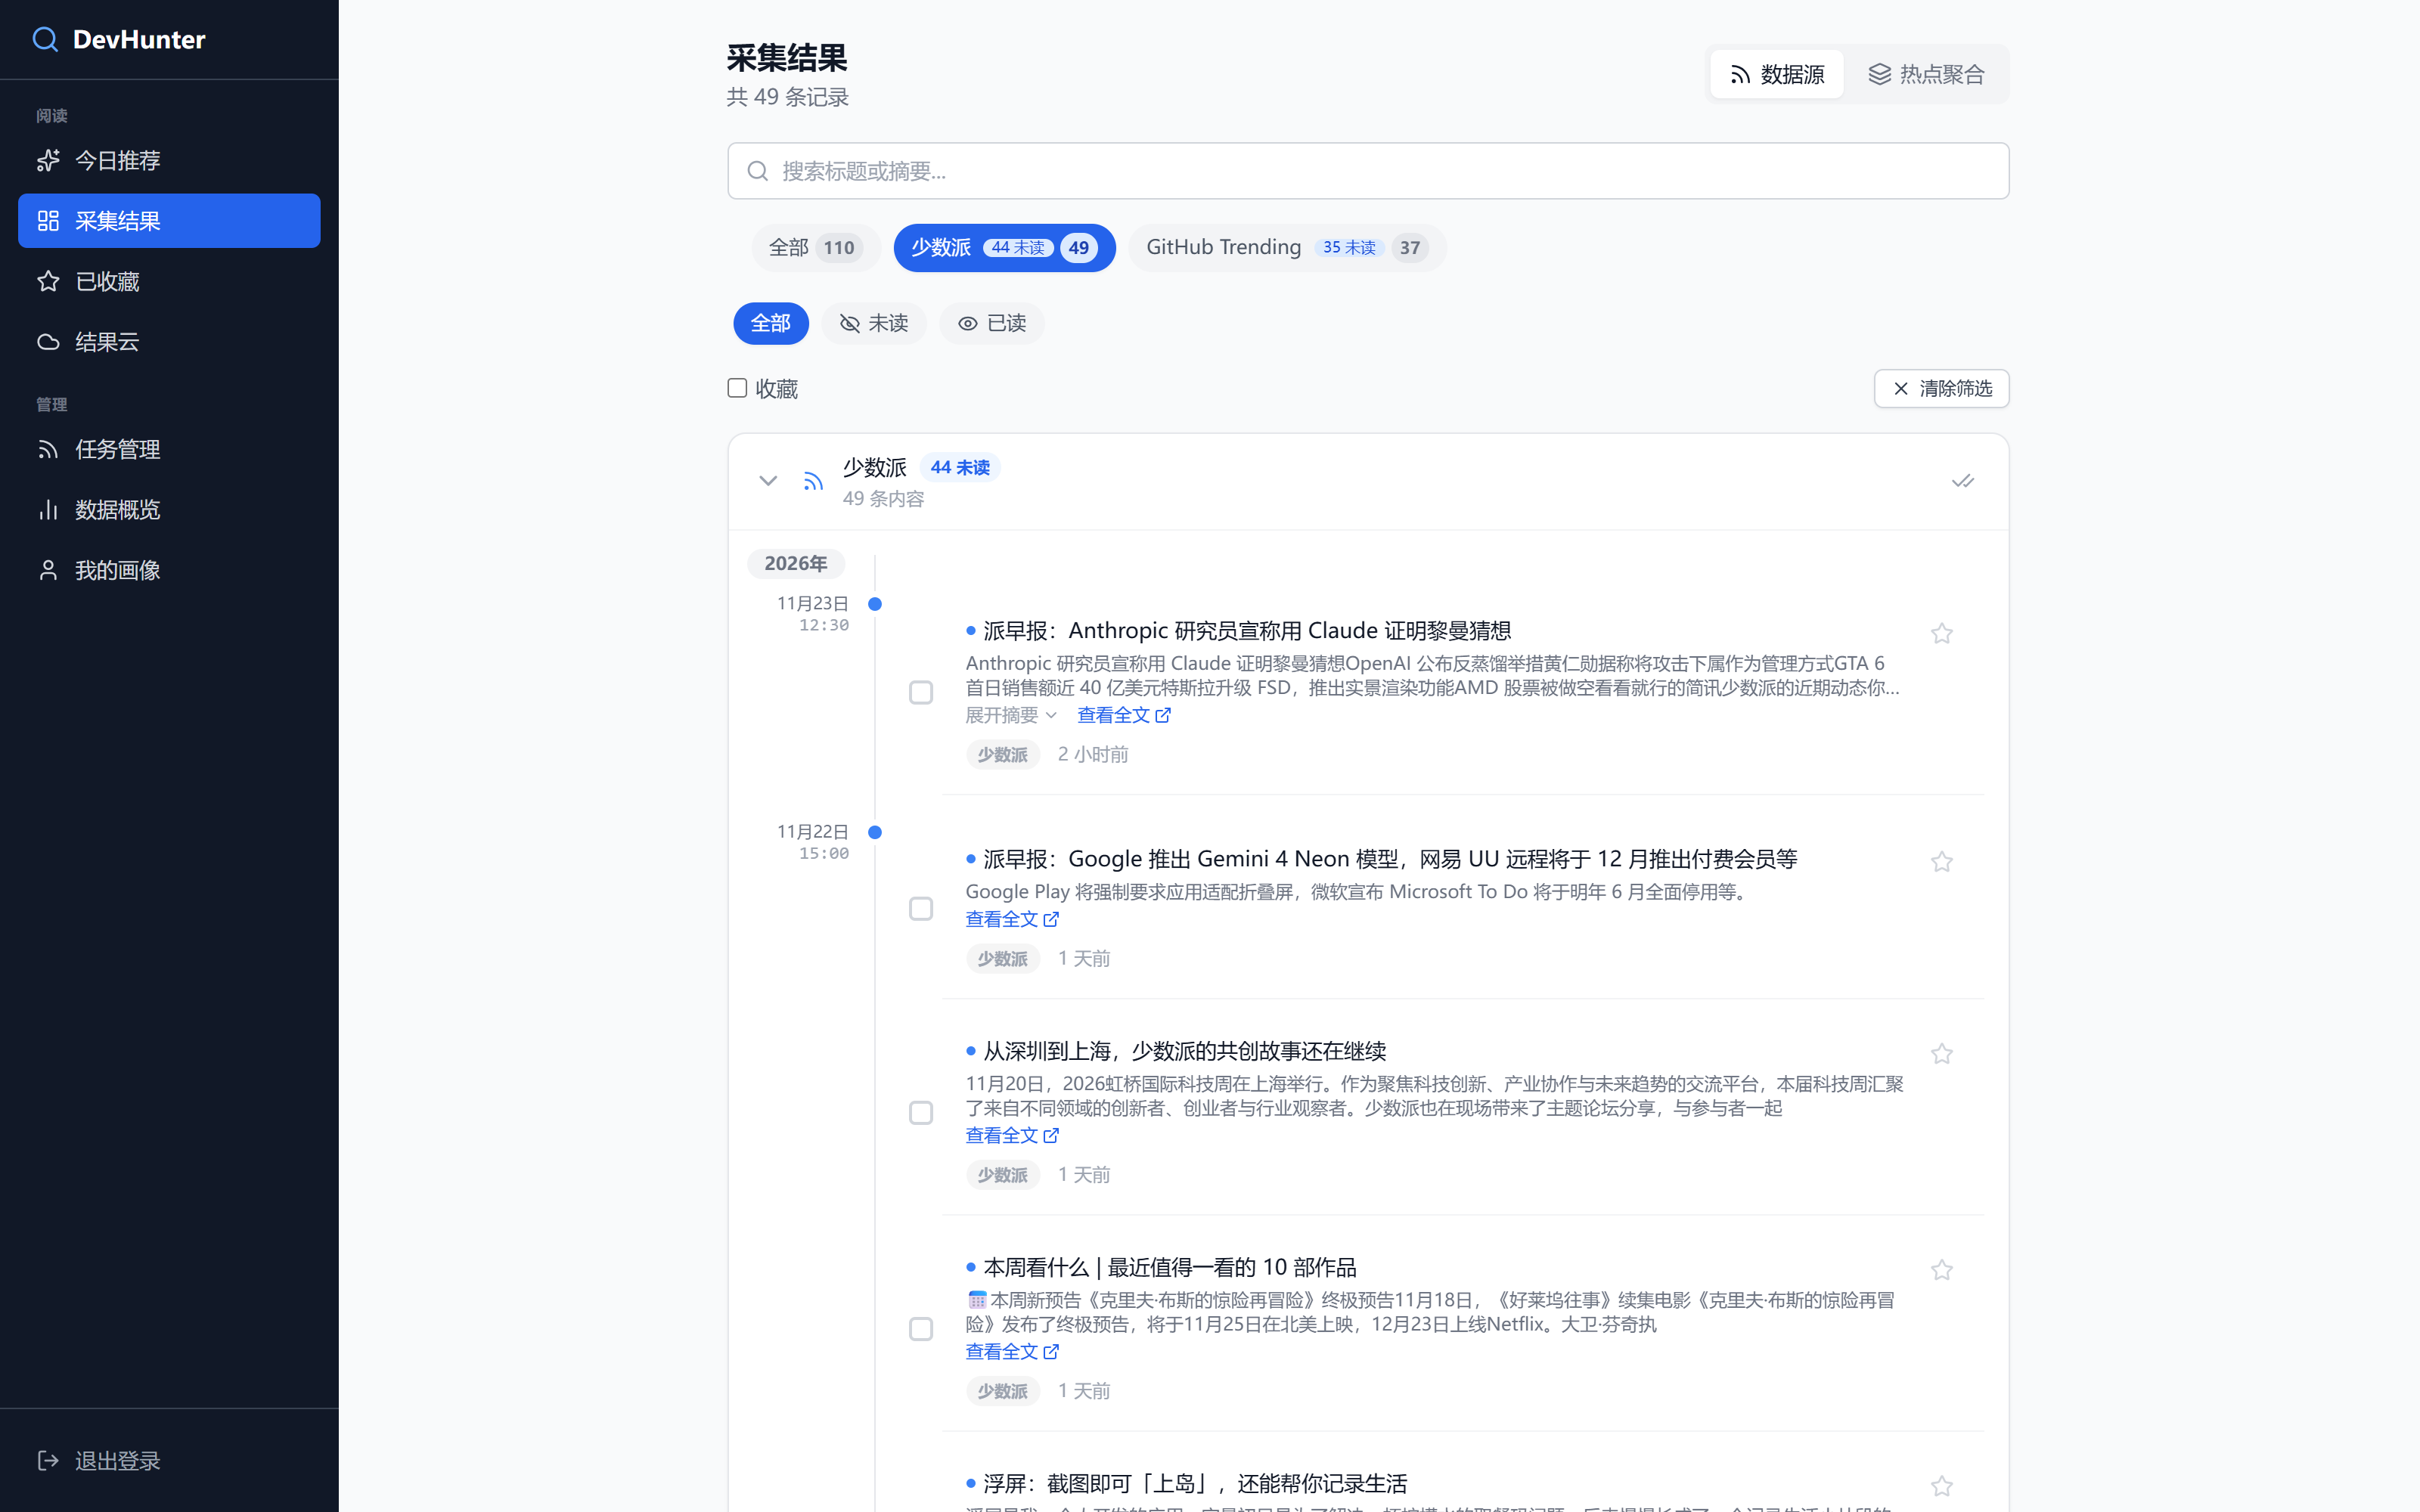 DevHunter
阅读
今日推荐
采集结果
已收藏
结果云
管理
任务管理
数据概览
我的画像
退出登录
采集结果
共 49 条记录
数据源
热点聚合
搜索标题或摘要...
全部 110
少数派 44 未读 49
GitHub Trending 35 未读 37
全部
未读
已读
收藏
清除筛选
少数派 44 未读
49 条内容
2026年
11月23日
12:30
派早报：Anthropic 研究员宣称用 Claude 证明黎曼猜想
Anthropic 研究员宣称用 Claude 证明黎曼猜想OpenAI 公布反蒸馏举措黄仁勋据称将攻击下属作为管理方式GTA 6
首日销售额近 40 亿美元特斯拉升级 FSD，推出实景渲染功能AMD 股票被做空看看就行的简讯少数派的近期动态你...
展开摘要 查看全文
少数派 2 小时前
11月22日
15:00
派早报：Google 推出 Gemini 4 Neon 模型，网易 UU 远程将于 12 月推出付费会员等
Google Play 将强制要求应用适配折叠屏，微软宣布 Microsoft To Do 将于明年 6 月全面停用等。
查看全文
少数派 1 天前
从深圳到上海，少数派的共创故事还在继续
11月20日，2026虹桥国际科技周在上海举行。作为聚焦科技创新、产业协作与未来趋势的交流平台，本届科技周汇聚
了来自不同领域的创新者、创业者与行业观察者。少数派也在现场带来了主题论坛分享，与参与者一起
查看全文
少数派 1 天前
本周看什么 | 最近值得一看的 10 部作品
本周新预告《克里夫·布斯的惊险再冒险》终极预告11月18日，《好莱坞往事》续集电影《克里夫·布斯的惊险再冒
险》发布了终极预告，将于11月25日在北美上映，12月23日上线Netflix。大卫·芬奇执
查看全文
少数派 1 天前
浮屏：截图即可「上岛」，还能帮你记录生活